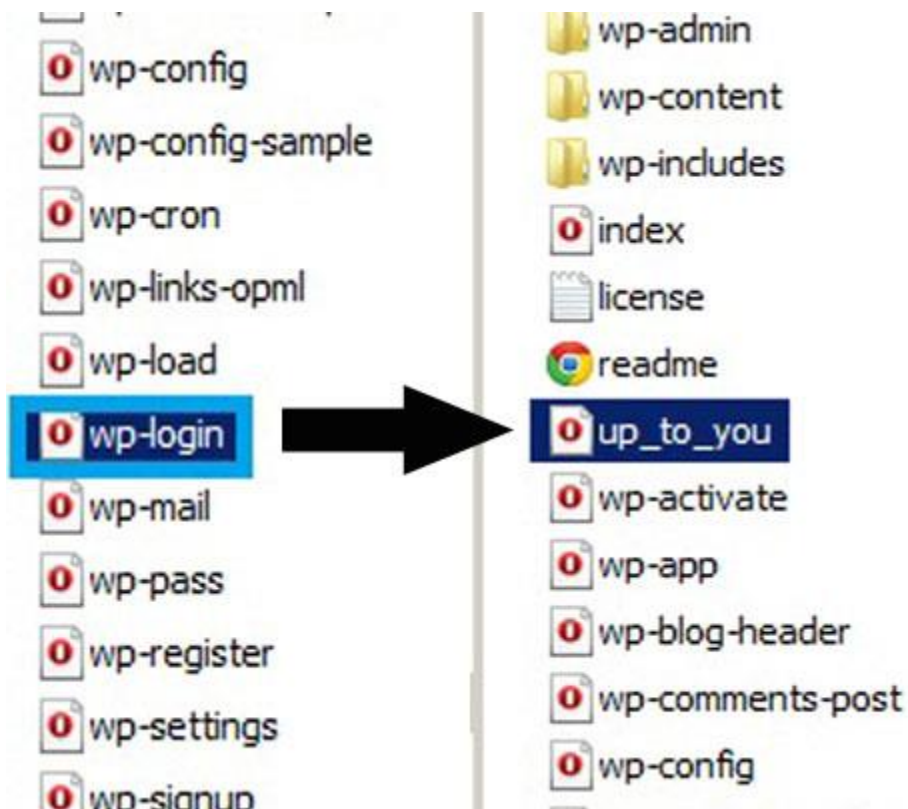 wp-config
wp-config-sample
wp-cron
wp-links-opml
wp-load
wp-login
wp-mail
wp-pass
wp-register
wp-settings
wp-signup
wp-admin
wp-content
wp-includes
index
license
readme
up_to_you
wp-activate
wp-app
wp-blog-header
wp-comments-post
wp-config